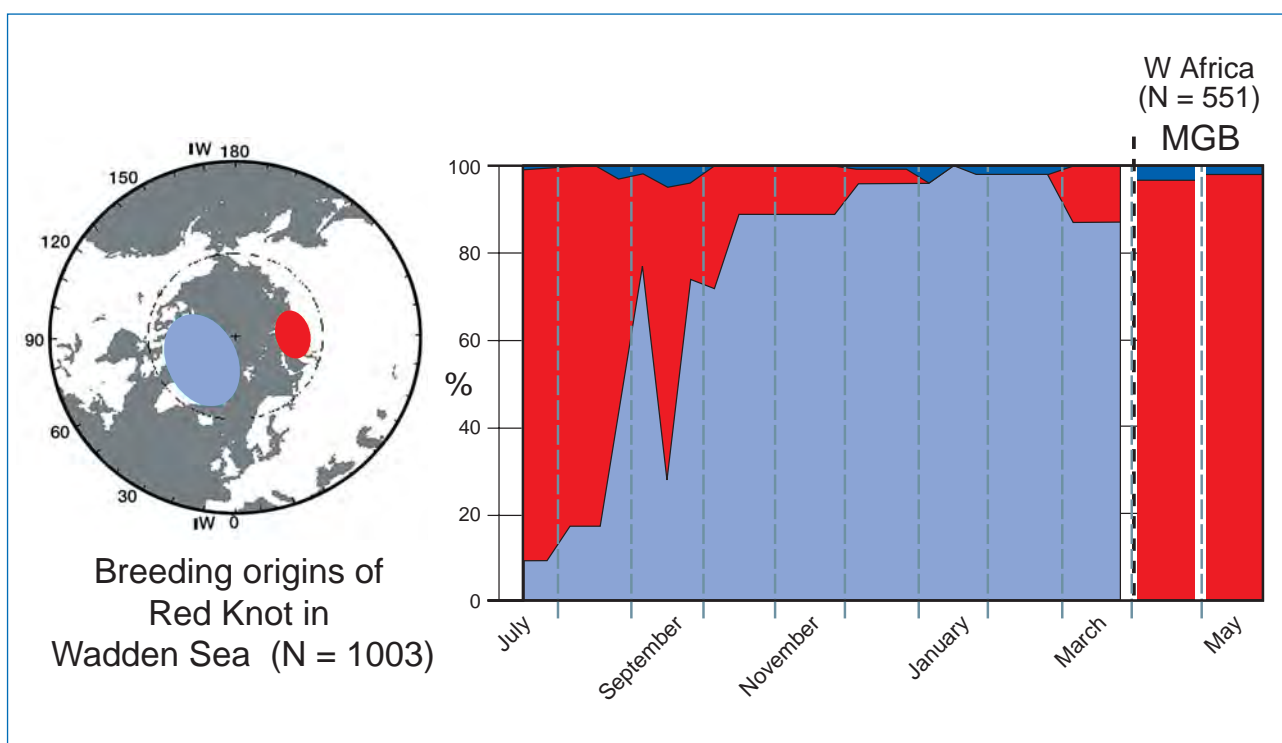 IW 180
150
120
90
60
30
IW 0
Breeding origins of
Red Knot in
Wadden Sea (N = 1003)
W Africa
(N = 551)
MGB
100
80
60
40
20
0
%
July
September
November
January
March
May